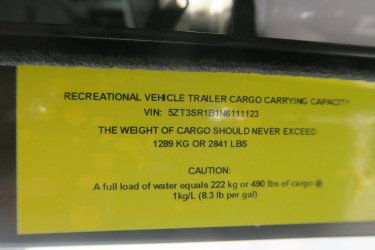 RECREATIONAL VEHICLE TRAILER CARGO CARRYING CAPACITY
VIN: 5ZT3SR1B1N6111123
THE WEIGHT OF CARGO SHOULD NEVER EXCEED
1289 KG OR 2841 LBS
CAUTION:
A full load of water equals 222 kg or 490 lbs of cargo @
1kg/L (8.3 lb per gal)